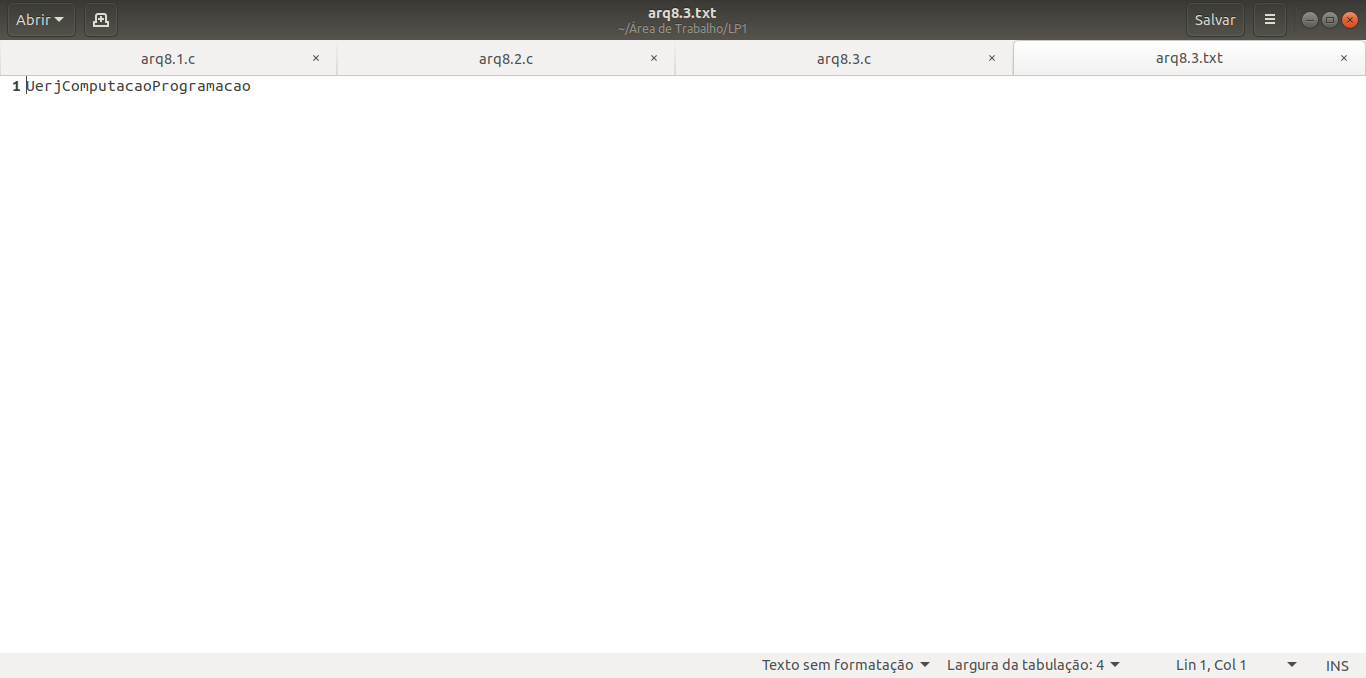 Abrir
arq8.3.txt
~/Área de Trabalho/LP1
Salvar
arq8.1.c
arq8.2.c
arq8.3.c
arq8.3.txt
1 UerjComputacaoProgramacao
Texto sem formatação
Largura da tabulação: 4
Lin 1, Col 1
INS